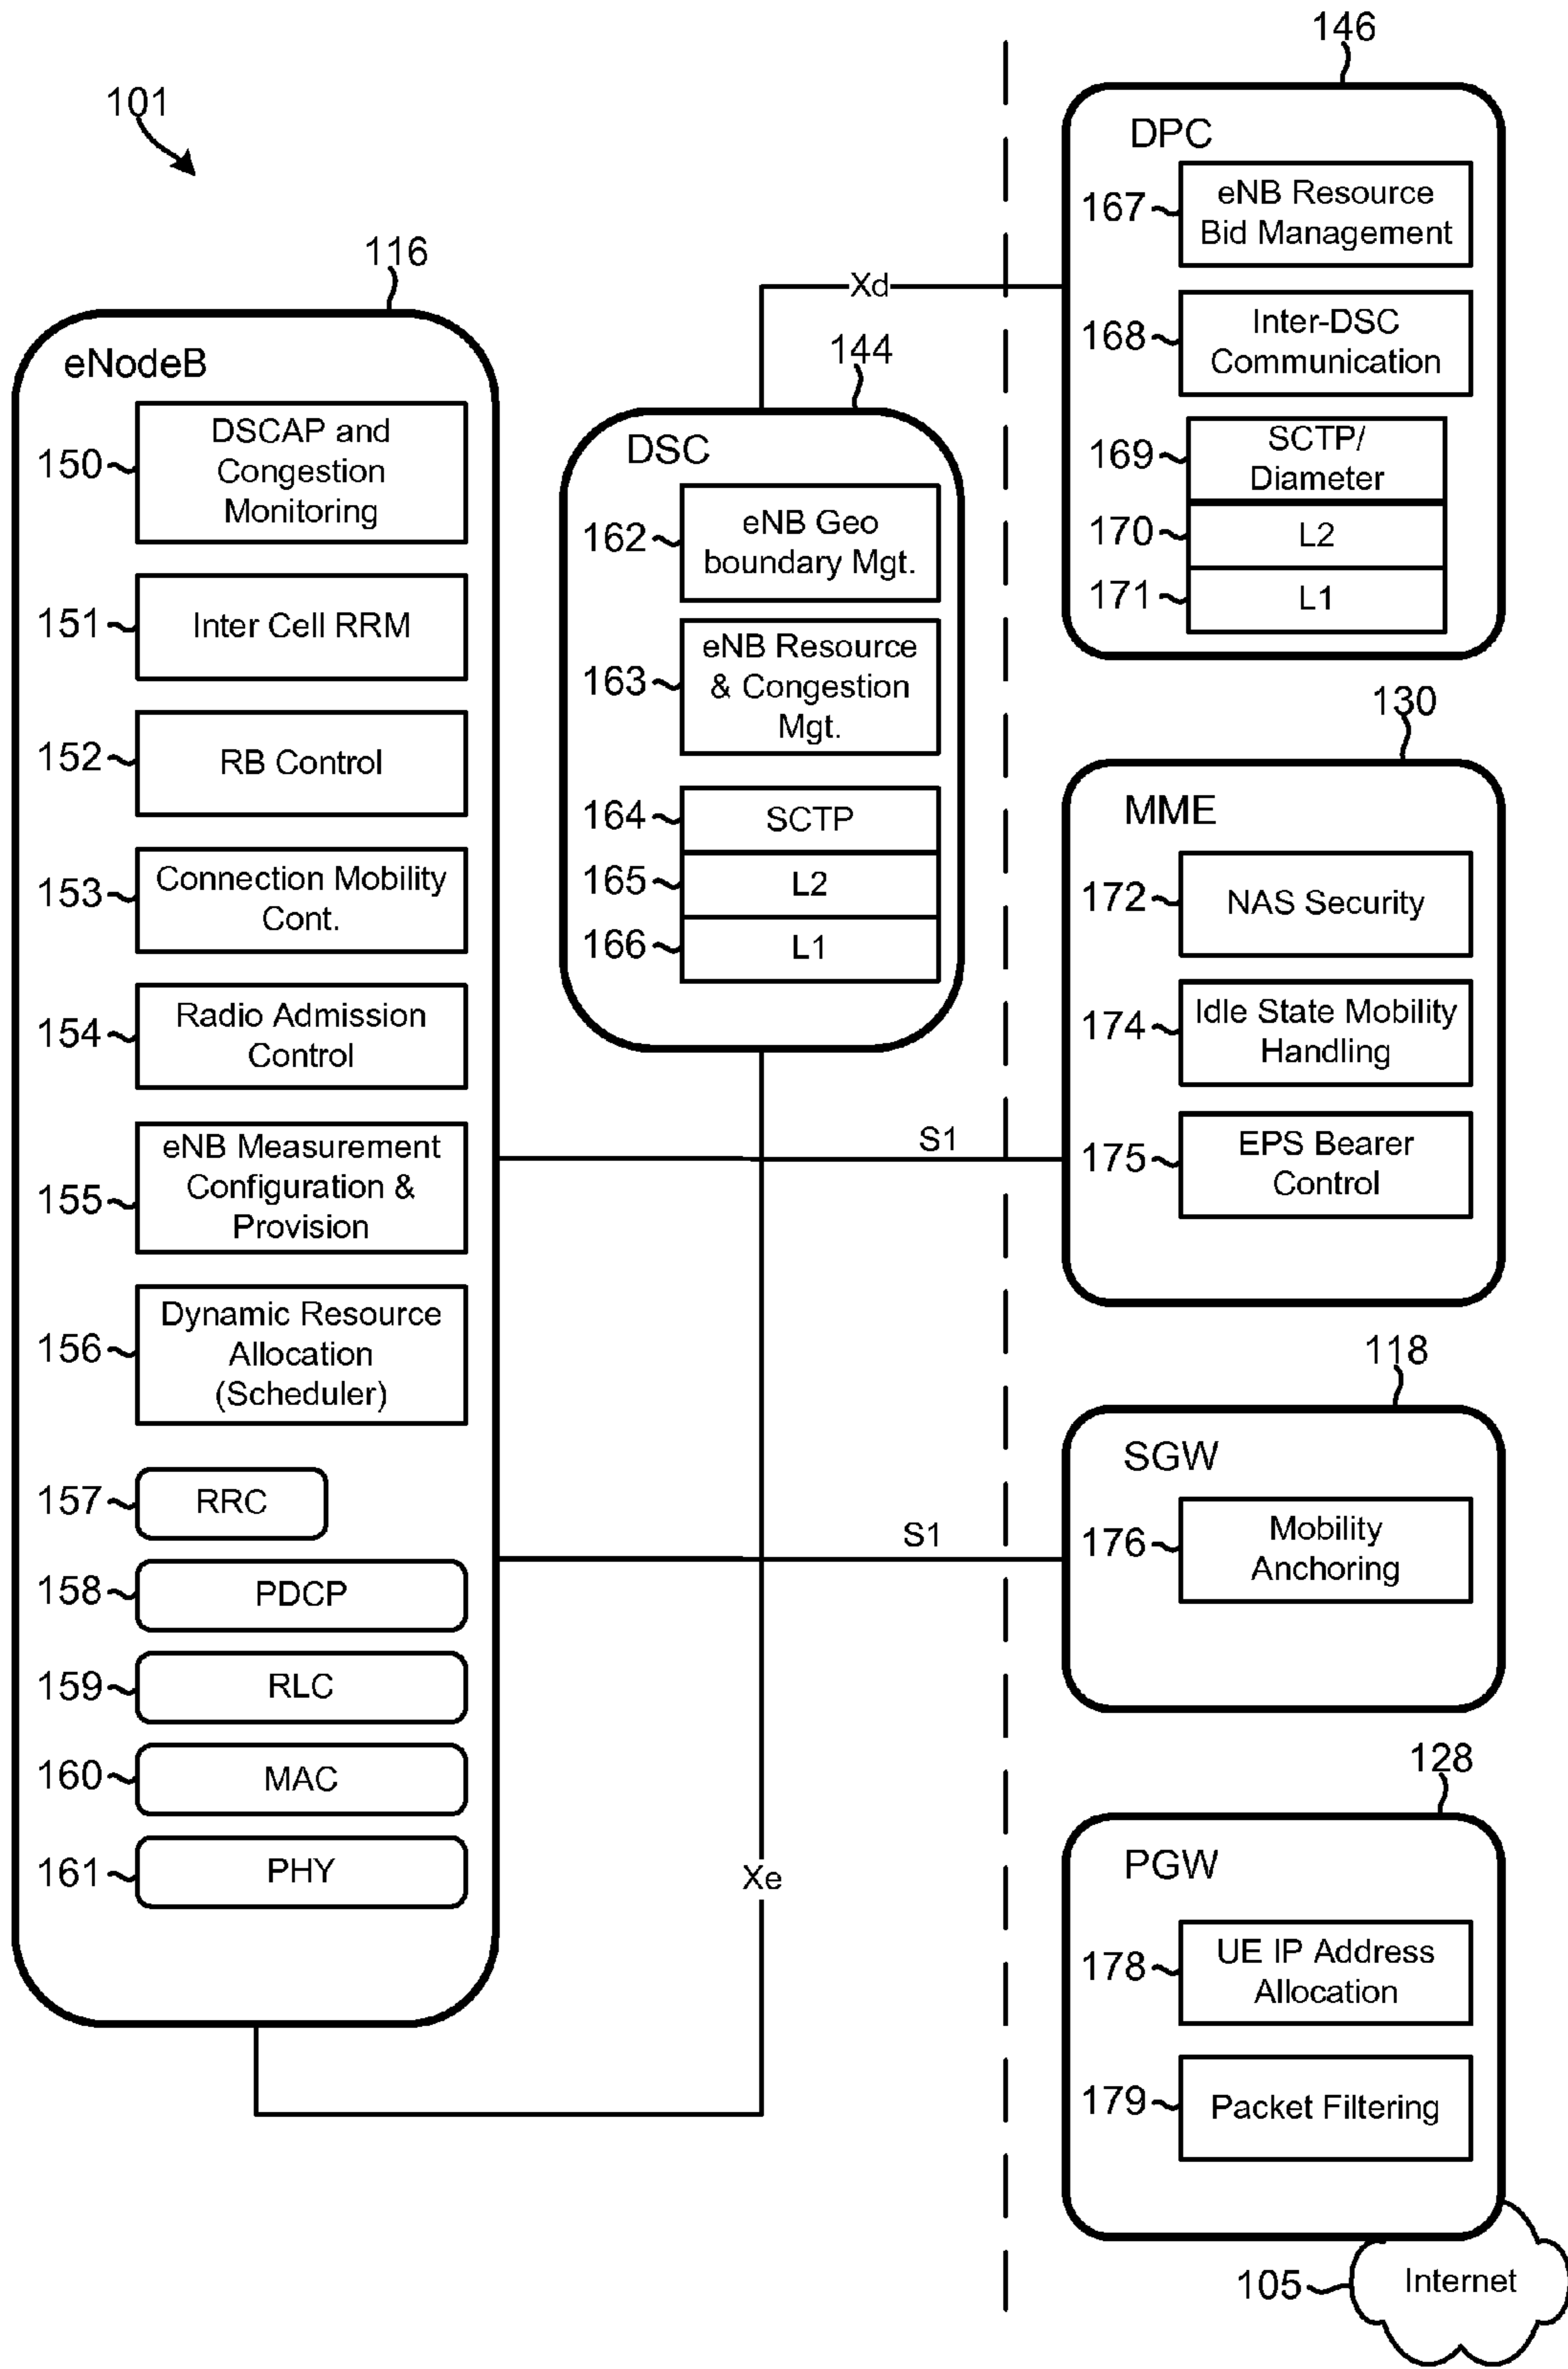 101
116
eNodeB
150
DSCAP and
Congestion
Monitoring
151
Inter Cell RRM
152
RB Control
153
Connection Mobility
Cont.
154
Radio Admission
Control
155
eNB Measurement
Configuration &
Provision
156
Dynamic Resource
Allocation
(Scheduler)
157
RRC
158
PDCP
159
RLC
160
MAC
161
PHY
Xd
144
DSC
162
eNB Geo
boundary Mgt.
163
eNB Resource
& Congestion
Mgt.
164
SCTP
165
L2
166
L1
S1
S1
Xe
146
DPC
167
eNB Resource
Bid Management
168
Inter-DSC
Communication
169
SCTP/
Diameter
170
L2
171
L1
130
MME
172
NAS Security
174
Idle State Mobility
Handling
175
EPS Bearer
Control
118
SGW
176
Mobility
Anchoring
128
PGW
178
UE IP Address
Allocation
179
Packet Filtering
105
Internet